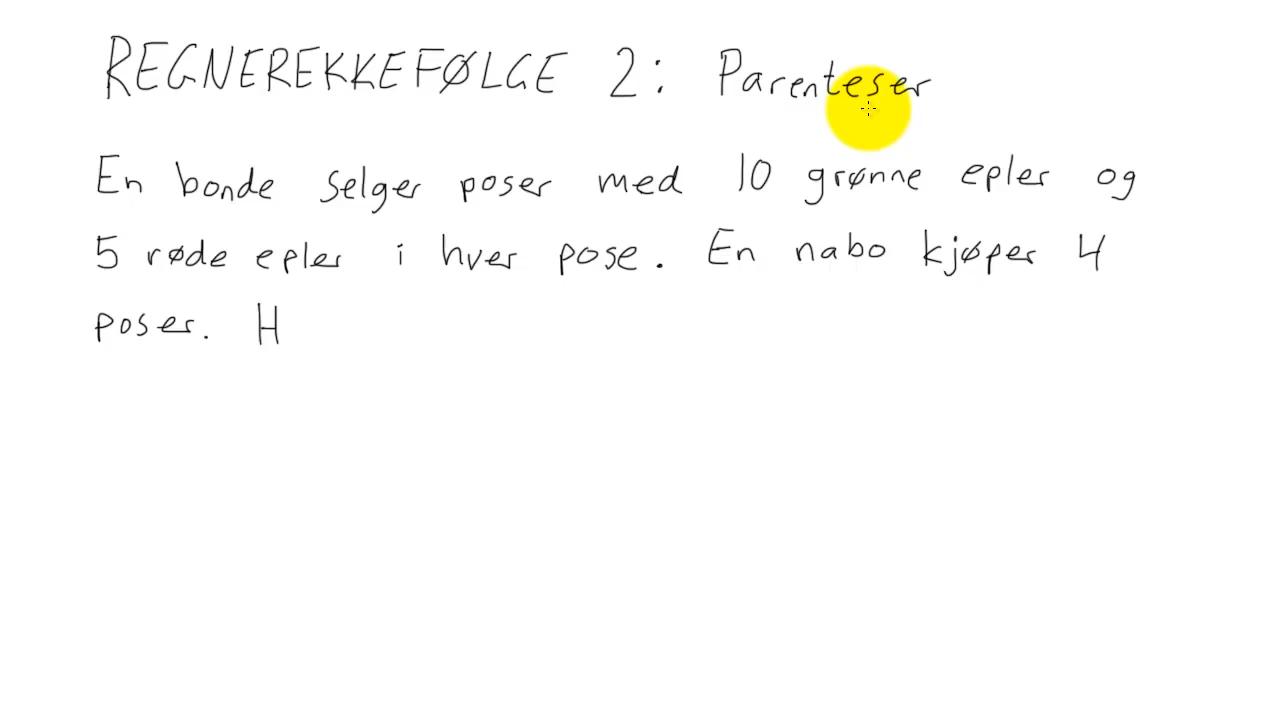 REGNEREKKEFØLGE 2: Parenteser
En bonde selger poser med 10 grønne epler og
5 røde epler i hver pose. En nabo kjøper 4
poser. H